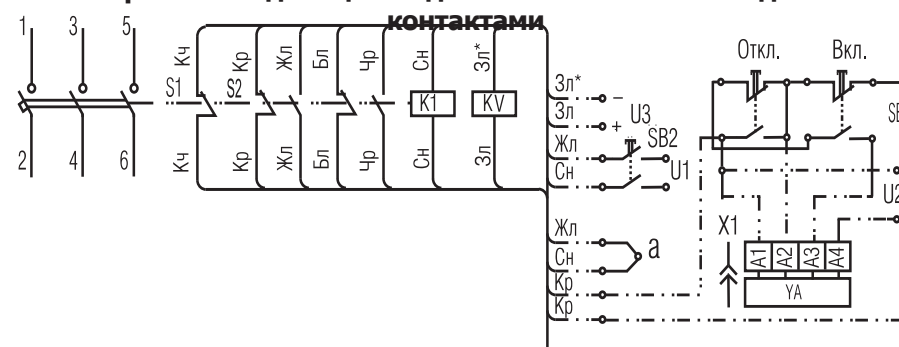 контактами
1 3 5
Кч Кр Жл Бл Чр Сн Зл*
S1 S2 K1 KV
Кч Кр Жл Бл Чр Сн Зл
2 4 6
Зл* –
Зл + U3
Жл SB2
Сн U1
Жл
Сн а
Кр
Кр
Откл. Вкл.
SB
U2
X1
A1 A2 A3 A4
YA